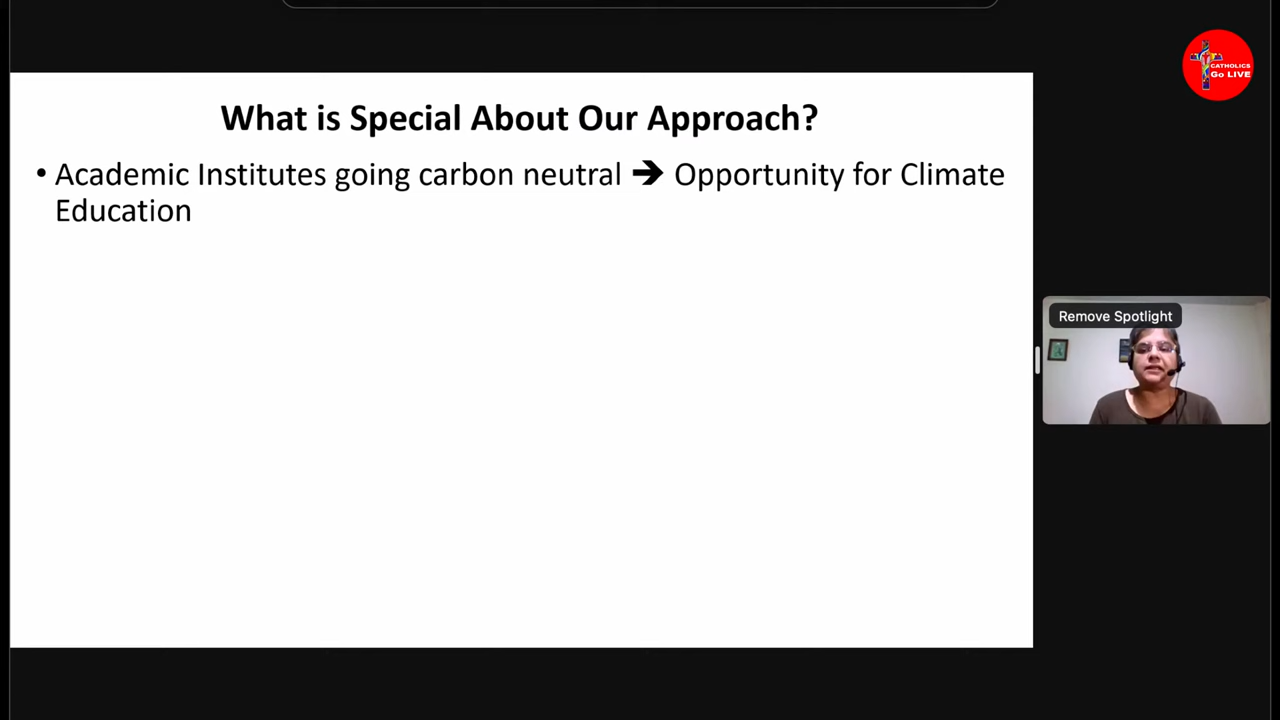 CATHOLICS
Go LIVE
What is Special About Our Approach?
• Academic Institutes going carbon neutral ➔ Opportunity for Climate
Education
Remove Spotlight